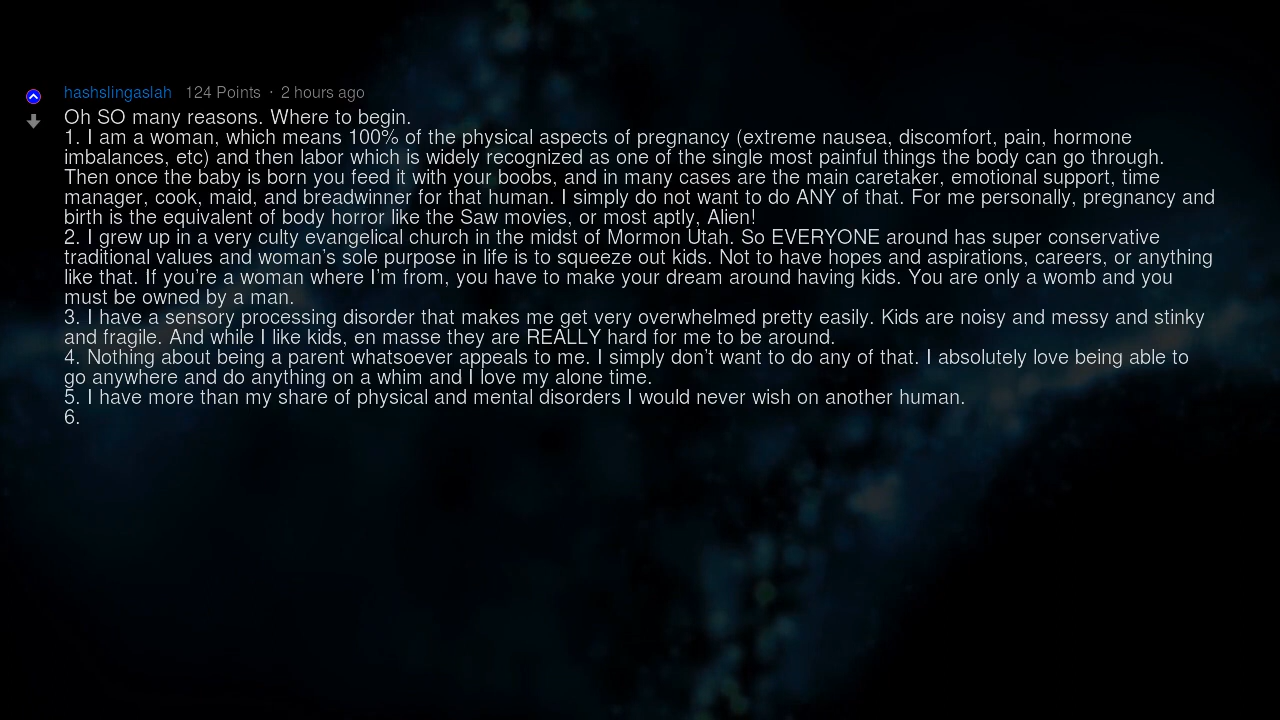 hashslingaslah 124 Points · 2 hours ago
Oh SO many reasons. Where to begin.
1. I am a woman, which means 100% of the physical aspects of pregnancy (extreme nausea, discomfort, pain, hormone
imbalances, etc) and then labor which is widely recognized as one of the single most painful things the body can go through.
Then once the baby is born you feed it with your boobs, and in many cases are the main caretaker, emotional support, time
manager, cook, maid, and breadwinner for that human. I simply do not want to do ANY of that. For me personally, pregnancy and
birth is the equivalent of body horror like the Saw movies, or most aptly, Alien!
2. I grew up in a very culty evangelical church in the midst of Mormon Utah. So EVERYONE around has super conservative
traditional values and woman's sole purpose in life is to squeeze out kids. Not to have hopes and aspirations, careers, or anything
like that. If you're a woman where I'm from, you have to make your dream around having kids. You are only a womb and you
must be owned by a man.
3. I have a sensory processing disorder that makes me get very overwhelmed pretty easily. Kids are noisy and messy and stinky
and fragile. And while I like kids, en masse they are REALLY hard for me to be around.
4. Nothing about being a parent whatsoever appeals to me. I simply don't want to do any of that. I absolutely love being able to
go anywhere and do anything on a whim and I love my alone time.
5. I have more than my share of physical and mental disorders I would never wish on another human.
6.